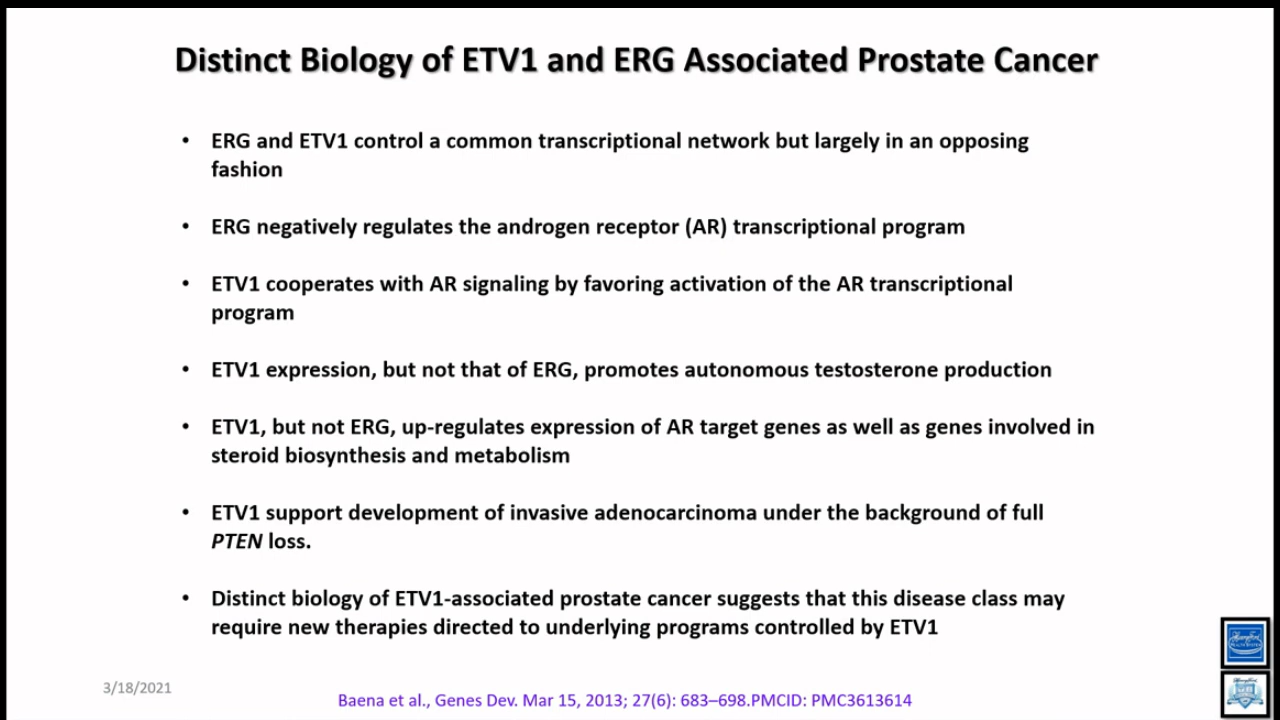 Distinct Biology of ETV1 and ERG Associated Prostate Cancer
• ERG and ETV1 control a common transcriptional network but largely in an opposing
fashion
• ERG negatively regulates the androgen receptor (AR) transcriptional program
• ETV1 cooperates with AR signaling by favoring activation of the AR transcriptional
program
• ETV1 expression, but not that of ERG, promotes autonomous testosterone production
• ETV1, but not ERG, up-regulates expression of AR target genes as well as genes involved in
steroid biosynthesis and metabolism
• ETV1 support development of invasive adenocarcinoma under the background of full
PTEN loss.
• Distinct biology of ETV1-associated prostate cancer suggests that this disease class may
require new therapies directed to underlying programs controlled by ETV1
3/18/2021
Baena et al., Genes Dev. Mar 15, 2013; 27(6): 683–698.PMCID: PMC3613614